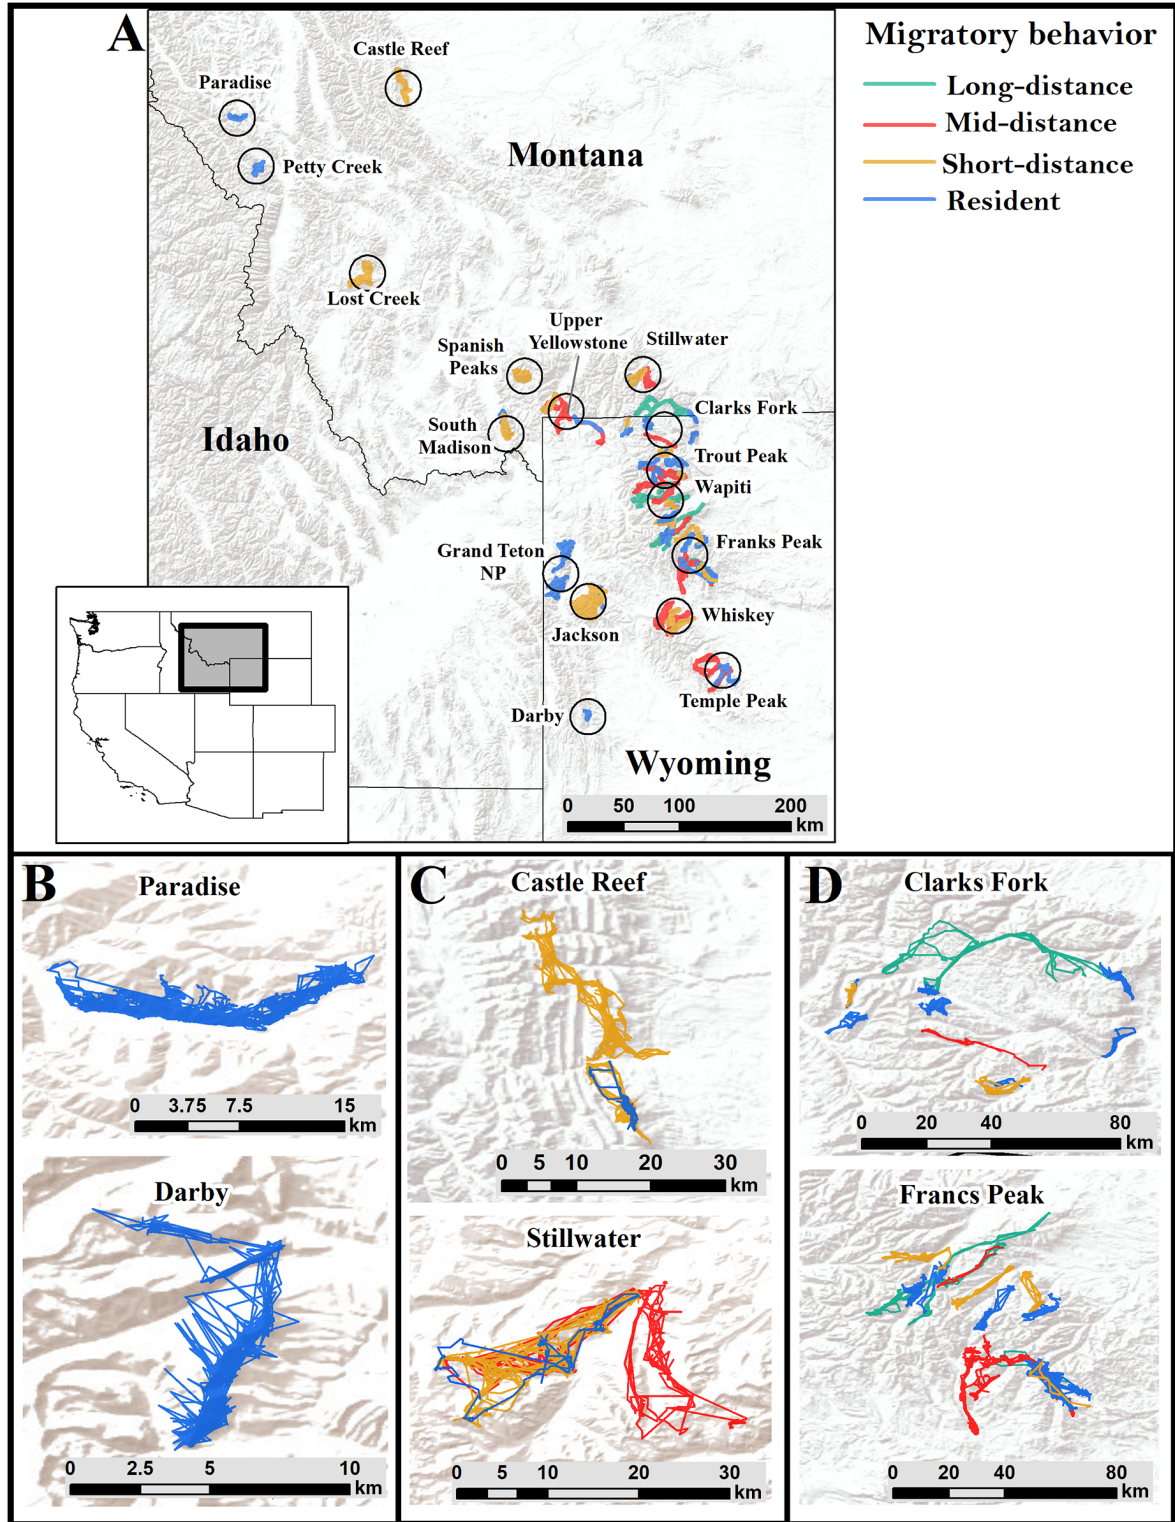 A
Migratory behavior
Long-distance
Mid-distance
Short-distance
Resident
Castle Reef
Paradise
Petty Creek
Montana
Lost Creek
Upper
Yellowstone
Stillwater
Spanish
Peaks
Clarks Fork
South
Madison
Idaho
Trout Peak
Wapiti
Franks Peak
Grand Teton
NP
Whiskey
Jackson
Temple Peak
Darby
Wyoming
0 50 100 200
km
B
Paradise
0 3.75 7.5 15
km
Darby
0 2.5 5 10
km
C
Castle Reef
0 5 10 20 30
km
Stillwater
0 5 10 20 30
km
D
Clarks Fork
0 20 40 80
km
Francs Peak
0 20 40 80
km